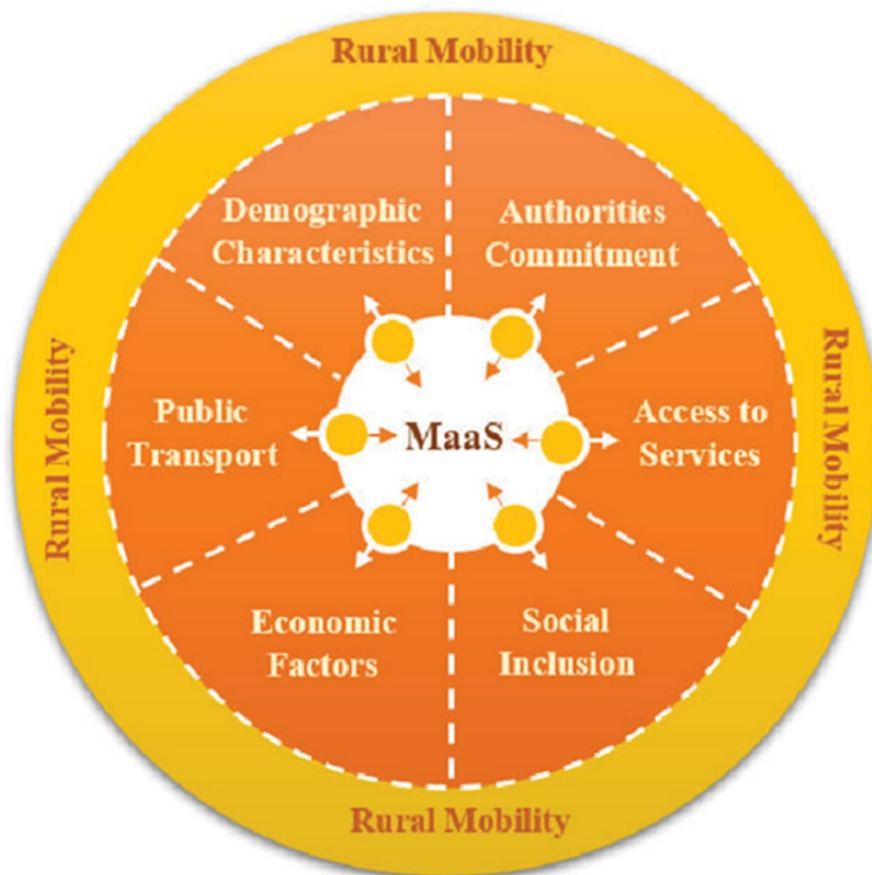 Rural Mobility
Demographic
Characteristics
Authorities
Commitment
Rural Mobility
Public
Transport
MaaS
Access to
Services
Rural Mobility
Economic
Factors
Social
Inclusion
Rural Mobility